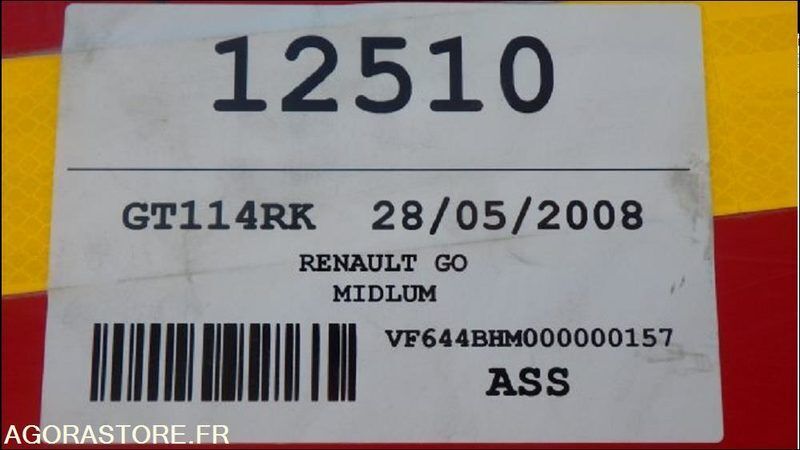 12510
GT114RK 28/05/2008
RENAULT GO
MIDLUM
VF644BHM000000157
ASS
AGORASTORE.FR